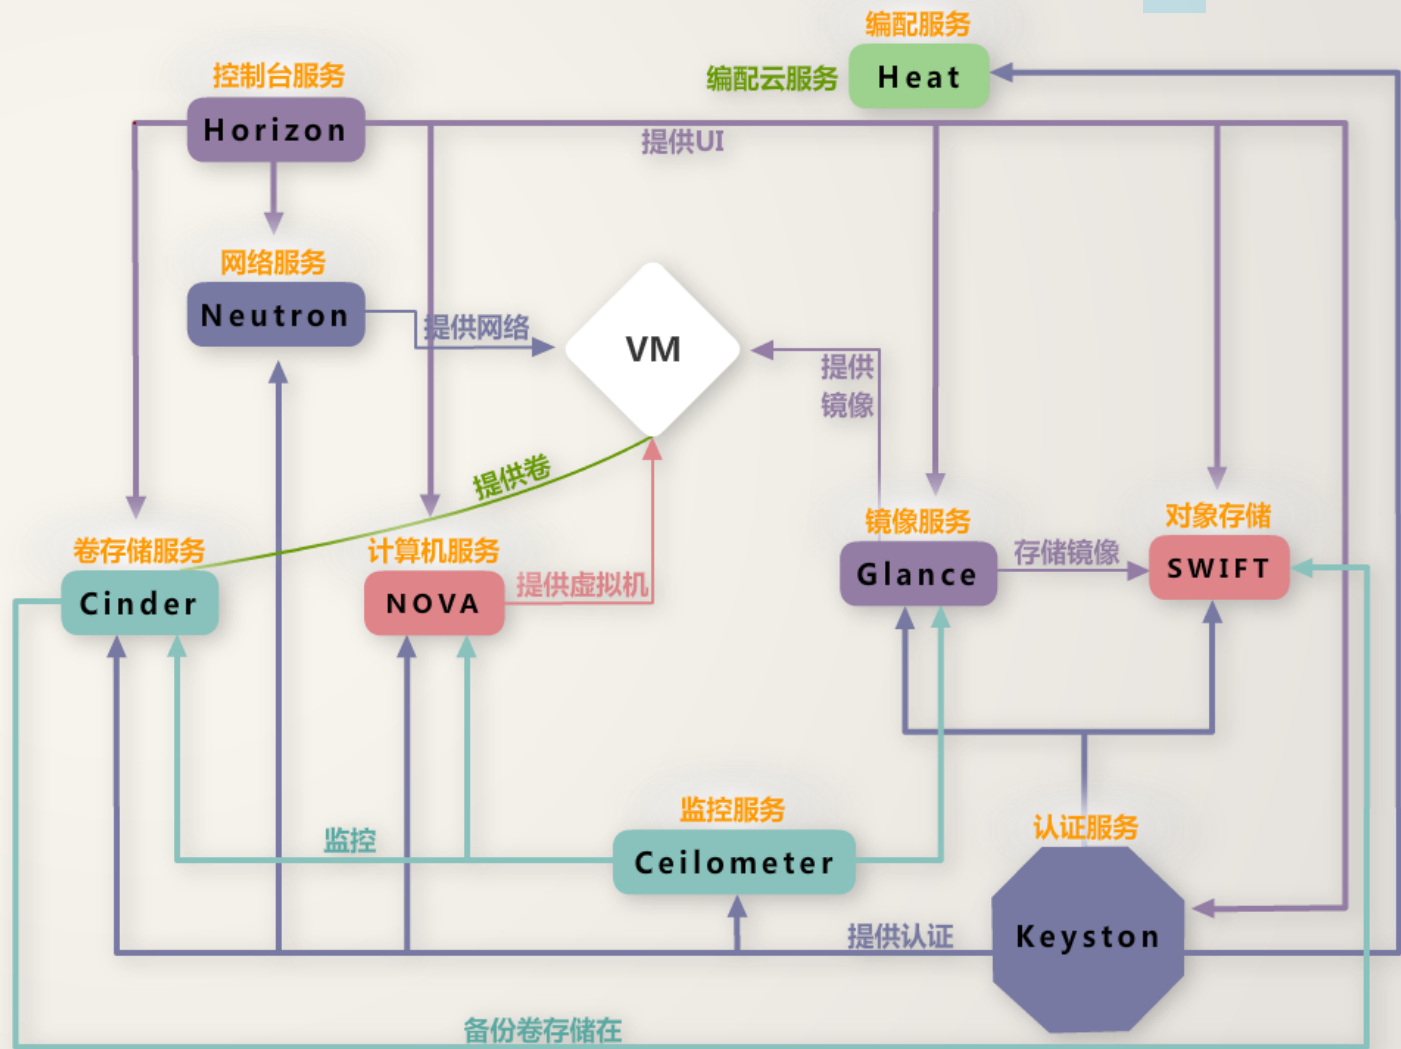 编配服务
编配云服务
Heat
控制台服务
Horizon
提供UI
网络服务
Neutron
提供网络
VM
提供
镜像
提供卷
卷存储服务
Cinder
计算机服务
NOVA
提供虚拟机
镜像服务
Glance
存储镜像
对象存储
SWIFT
监控
监控服务
Ceilometer
认证服务
Keyston
提供认证
备份卷存储在